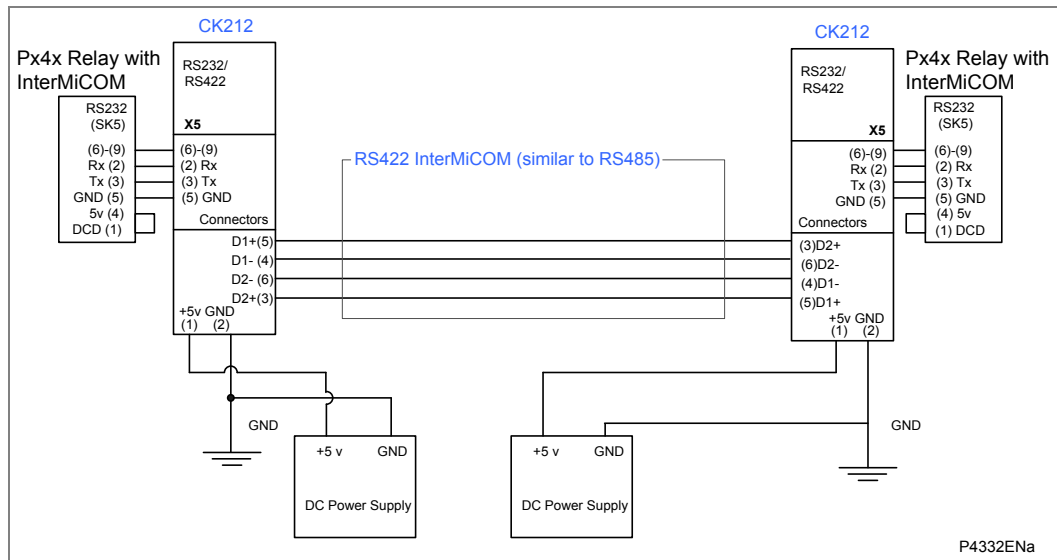 CK212
Px4x Relay with
InterMiCOM
RS232
(SK5)
(6)-(9)
Rx (2)
Tx (3)
GND (5)
5v (4)
DCD (1)
RS232/
RS422
X5
(6)-(9)
(2) Rx
(3) Tx
(5) GND
Connectors
D1+(5)
D1- (4)
D2- (6)
D2+(3)
+5v GND
(1) (2)
RS422 InterMiCOM (similar to RS485)
CK212
RS232/
RS422
X5
(6)-(9)
Rx (2)
Tx (3)
GND (5)
Connectors
(3)D2+
(6)D2-
(4)D1-
(5)D1+
+5v GND
(1) (2)
Px4x Relay with
InterMiCOM
RS232
(SK5)
(6)-(9)
(2) Rx
(3) Tx
(5) GND
(4) 5v
(1) DCD
GND
+5 v GND
DC Power Supply
+5 v GND
DC Power Supply
GND
P4332ENa